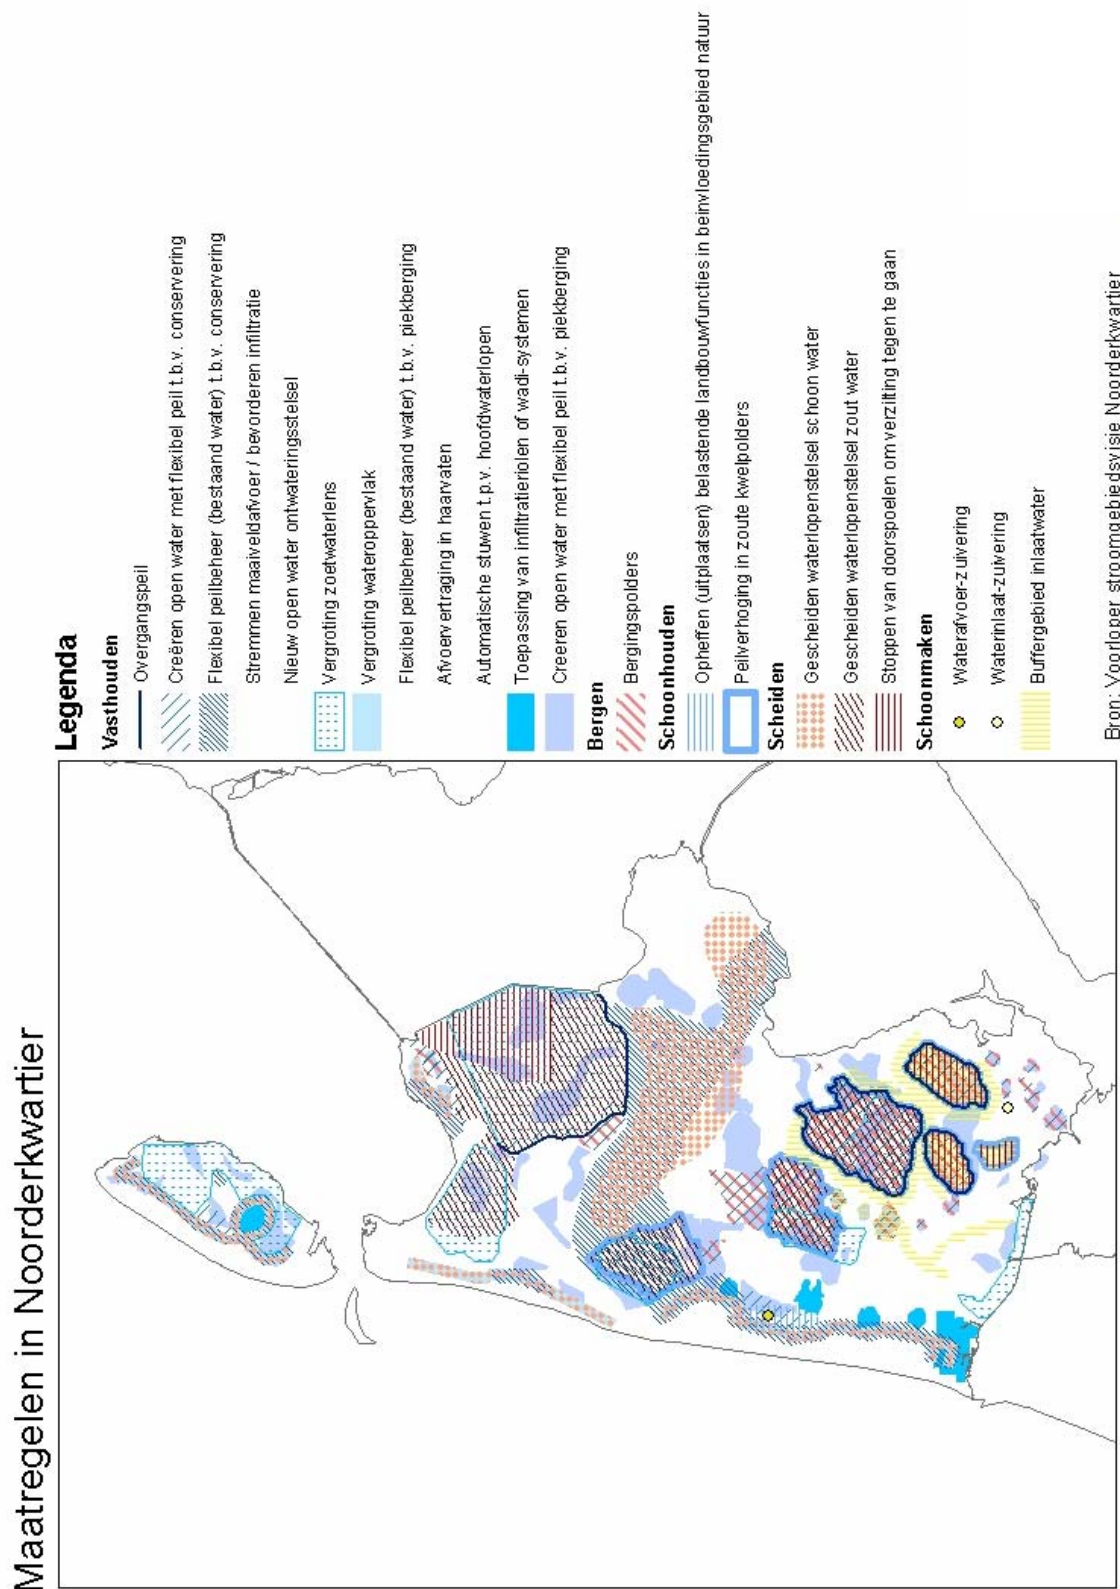 Maatregelen in Noorderkwartier
Legenda
Vasthouden
Overgangspeil
Creëren open water met flexibel peil t.b.v. conservering
Flexibel peilbeheer (bestaand water) t.b.v. conservering
Stremmen maaiveldafvoer / bevorderen infiltratie
Nieuw open water ontwateringsstelsel
Vergroting zoetwaterlens
Vergroting wateroppervlak
Flexibel peilbeheer (bestaand water) t.b.v. piekberging
Afvoervertraging in haarvaten
Automatische stuwen t.p.v. hoofdwaterlopen
Toepassing van infiltratieriolen of wadi-systemen
Creeren open water met flexibel peil t.b.v. piekberging
Bergen
Bergingspolders
Schoonhouden
Opheffen (uitplaatsen) belastende landbouwfuncties in beinvloedingsgebied natuur
Peilverhoging in zoute kwelpolders
Scheiden
Gescheiden waterlopenstelsel schoon water
Gescheiden waterlopenstelsel zout water
Stoppen van doorspoelen om verzilting tegen te gaan
Schoonmaken
Waterafvoer-zuivering
Waterinlaat-zuivering
Buffergebied inlaatwater
Bron: Voorloper stroomgebiedsvisie Noorderkwartier